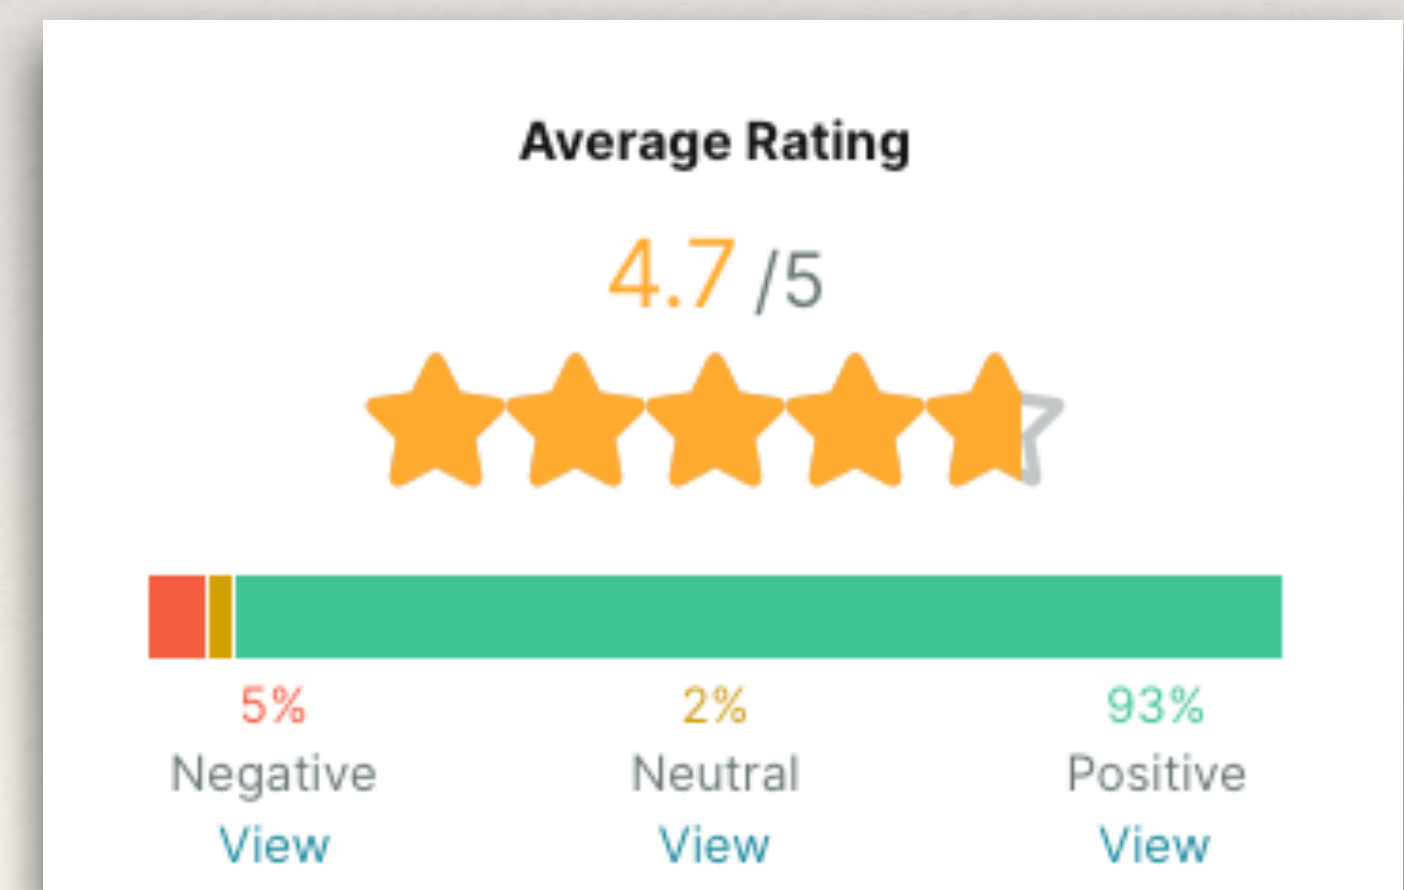 Average Rating
4.7 /5
5% 2% 93%
Negative Neutral Positive
View View View